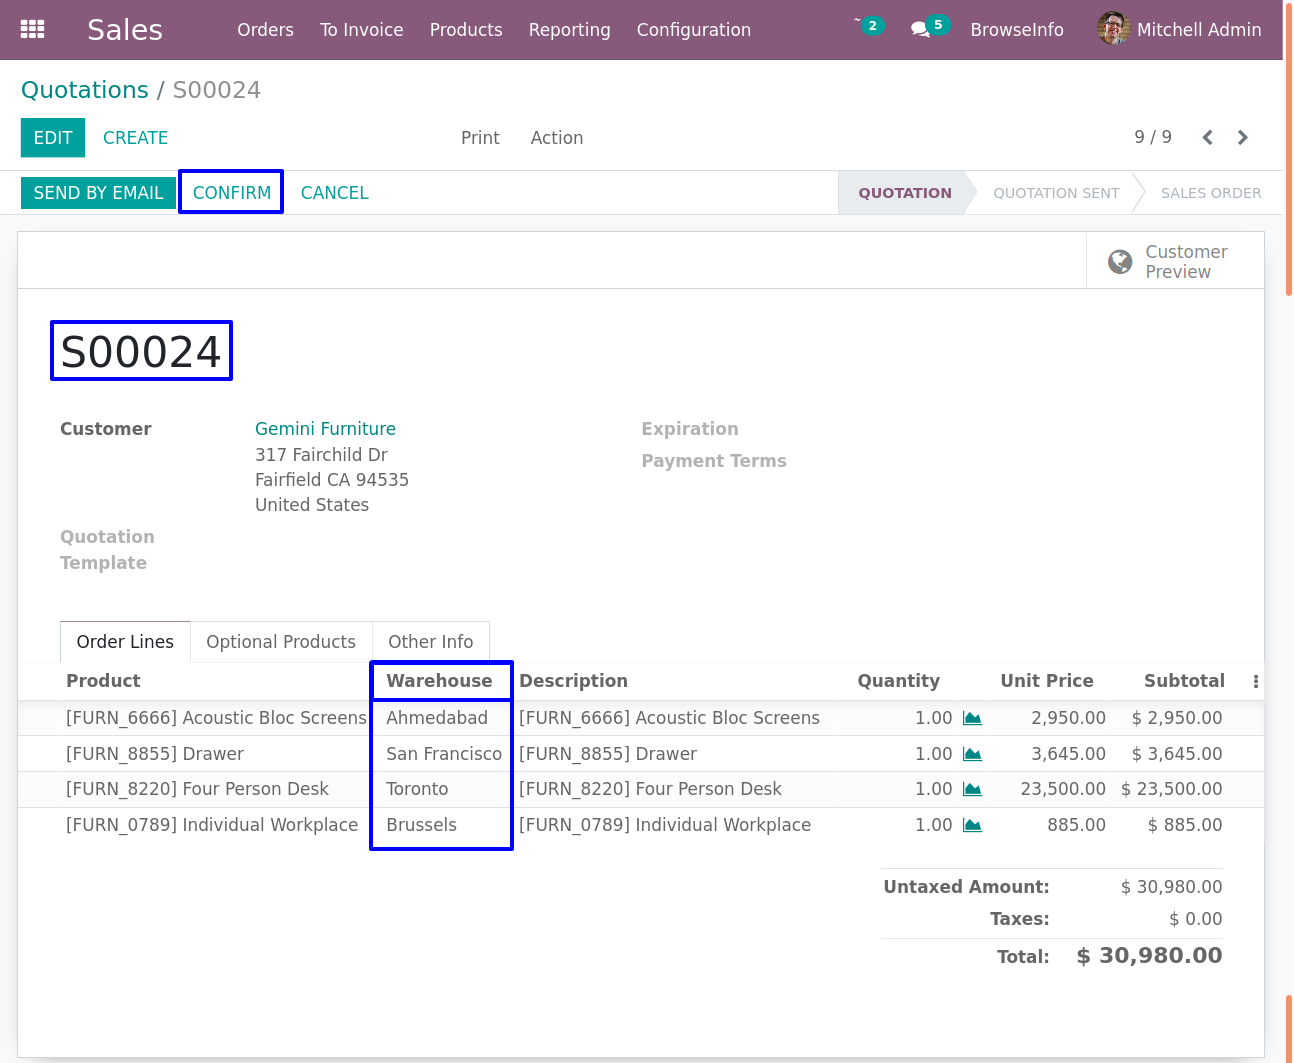 Sales Orders To Invoice Products Reporting Configuration 2 5 BrowseInfo Mitchell Admin
Quotations / S00024
EDIT CREATE Print Action 9 / 9
SEND BY EMAIL CONFIRM CANCEL QUOTATION QUOTATION SENT SALES ORDER
Customer
Preview
S00024
Customer Gemini Furniture Expiration
317 Fairchild Dr
Payment Terms
Fairfield CA 94535
United States
Quotation
Template
Order Lines Optional Products Other Info
Product Warehouse Description Quantity Unit Price Subtotal
[FURN_6666] Acoustic Bloc Screens Ahmedabad [FURN_6666] Acoustic Bloc Screens 1.00 2,950.00 $ 2,950.00
[FURN_8855] Drawer San Francisco [FURN_8855] Drawer 1.00 3,645.00 $ 3,645.00
[FURN_8220] Four Person Desk Toronto [FURN_8220] Four Person Desk 1.00 23,500.00 $ 23,500.00
[FURN_0789] Individual Workplace Brussels [FURN_0789] Individual Workplace 1.00 885.00 $ 885.00
Untaxed Amount: $ 30,980.00
Taxes: $ 0.00
Total: $ 30,980.00